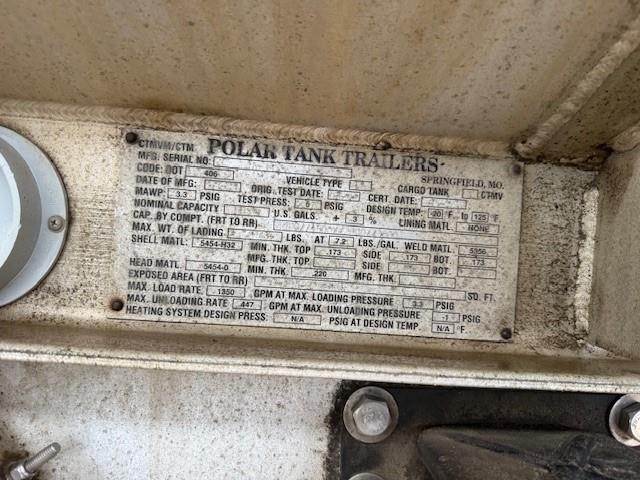 CTMVM/CTM POLAR TANK TRAILERS
MFG. SERIAL NO: SPRINGFIELD, MO.
CODE: DOT 406 VEHICLE TYPE CARGO TANK CTMV
DATE OF MFG: ORIG. TEST DATE: CERT. DATE:
MAWP: 3.3 PSIG TEST PRESS: 5 PSIG DESIGN TEMP: -20 °F. to 125 °F
NOMINAL CAPACITY U.S. GALS. + .3 % LINING MATL: NONE
CAP. BY COMPT. (FRT TO RR)
MAX. WT. OF LADING: LBS. AT 7.2 LBS./GAL. WELD MATL: 5356
SHELL MATL: 5454-H32 MIN. THK. TOP .173 SIDE .173 BOT .173
MFG. THK. TOP SIDE BOT
HEAD MATL: 5454-0 MIN. THK. .220 MFG. THK.
EXPOSED AREA (FRT TO RR) SQ. FT.
MAX. LOAD RATE: 1350 GPM AT MAX. LOADING PRESSURE 3.3 PSIG
MAX. UNLOADING RATE 447 GPM AT MAX. UNLOADING PRESSURE -1 PSIG
HEATING SYSTEM DESIGN PRESS: N/A PSIG AT DESIGN TEMP. N/A °F.